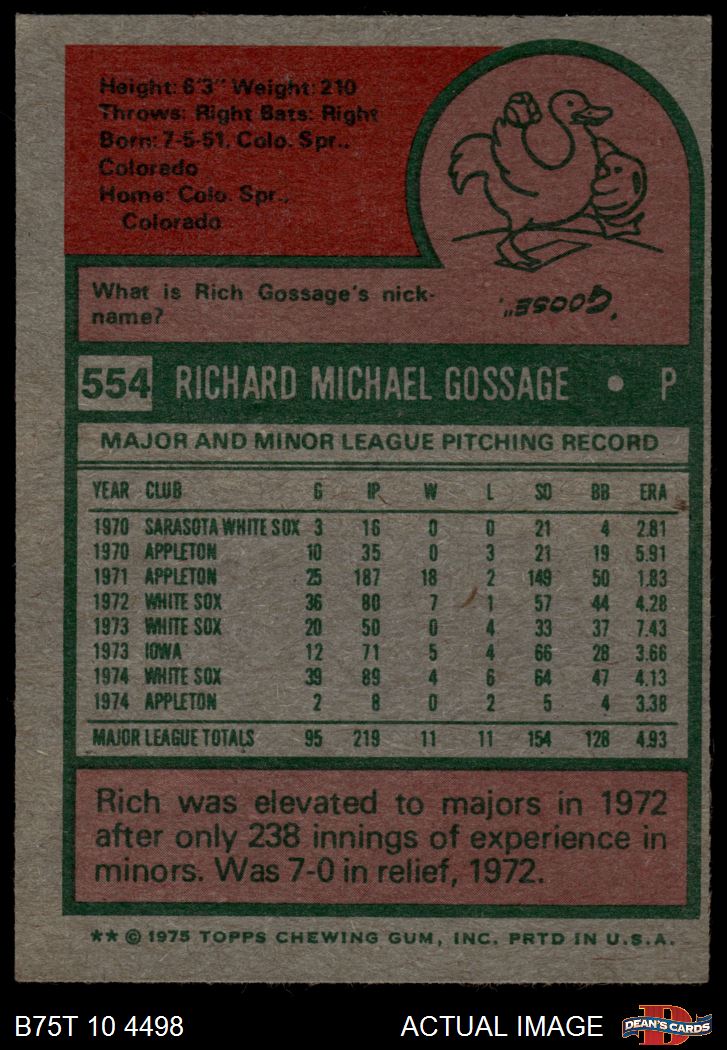 Height: 6'3" Weight: 210
Throws: Right Bats: Right
Born: 7-5-51, Colo. Spr.,
Colorado
Home: Colo. Spr.,
Colorado
What is Rich Gossage's nick-
name?
"Goose."
554 RICHARD MICHAEL GOSSAGE • P
MAJOR AND MINOR LEAGUE PITCHING RECORD
YEAR CLUB G IP W L SO BB ERA
1970 SARASOTA WHITE SOX 3 16 0 0 21 4 2.81
1970 APPLETON 10 35 0 3 21 19 5.91
1971 APPLETON 25 187 18 2 149 50 1.83
1972 WHITE SOX 36 80 7 1 57 44 4.28
1973 WHITE SOX 20 50 0 4 33 37 7.43
1973 IOWA 12 71 5 4 66 28 3.66
1974 WHITE SOX 39 89 4 6 64 47 4.13
1974 APPLETON 2 8 0 2 5 4 3.38
MAJOR LEAGUE TOTALS 95 219 11 11 154 128 4.93
Rich was elevated to majors in 1972
after only 238 innings of experience in
minors. Was 7-0 in relief, 1972.
** © 1975 TOPPS CHEWING GUM, INC. PRTD IN U.S.A.
B75T 10 4498 ACTUAL IMAGE D DEAN'S CARDS